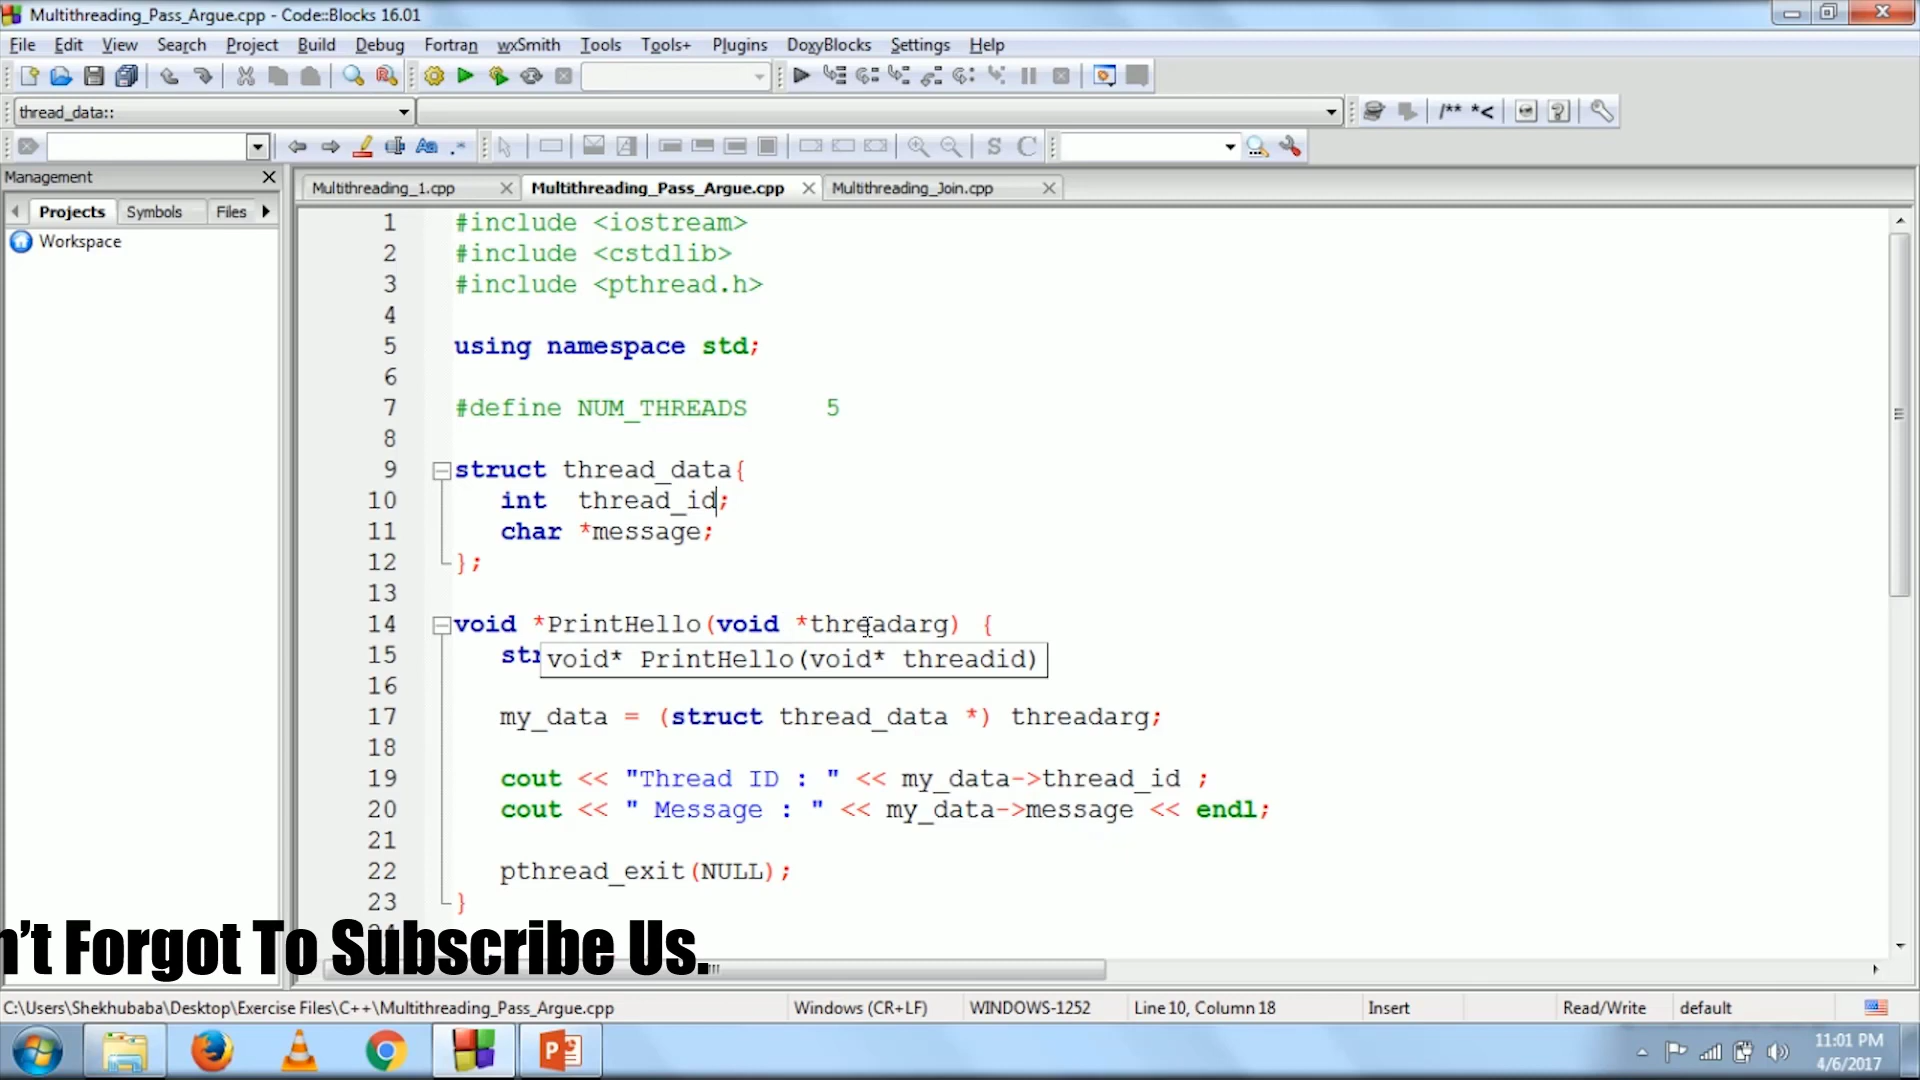 Multithreading_Pass_Argue.cpp - Code::Blocks 16.01
File Edit View Search Project Build Debug Fortran wxSmith Tools Tools+ Plugins DoxyBlocks Settings Help
thread_data::
/** *<
S C
Management
Projects Symbols Files
Workspace
Multithreading_1.cpp Multithreading_Pass_Argue.cpp Multithreading_Join.cpp
1 #include <iostream>
2 #include <cstdlib>
3 #include <pthread.h>
4
5 using namespace std;
6
7 #define NUM_THREADS 5
8
9 struct thread_data{
10 int thread_id;
11 char *message;
12 };
13
14 void *PrintHello(void *threadarg) {
15 str
void* PrintHello(void* threadid)
16
17 my_data = (struct thread_data *) threadarg;
18
19 cout << "Thread ID : " << my_data->thread_id ;
20 cout << " Message : " << my_data->message << endl;
21
22 pthread_exit(NULL);
23 }
n't Forgot To Subscribe Us.
C:\Users\Shekhubaba\Desktop\Exercise Files\C++\Multithreading_Pass_Argue.cpp Windows (CR+LF) WINDOWS-1252 Line 10, Column 18 Insert Read/Write default
11:01 PM
4/6/2017